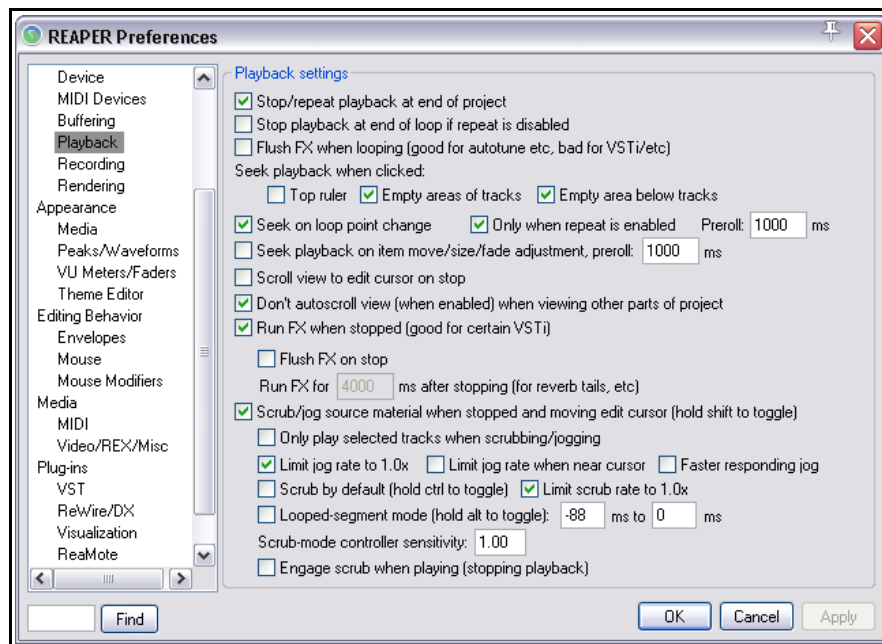 REAPER Preferences
Device
MIDI Devices
Buffering
Playback
Recording
Rendering
Appearance
Media
Peaks/Waveforms
VU Meters/Faders
Theme Editor
Editing Behavior
Envelopes
Mouse
Mouse Modifiers
Media
MIDI
Video/REX/Misc
Plug-ins
VST
ReWire/DX
Visualization
ReaMote
Find
Playback settings
Stop/repeat playback at end of project
Stop playback at end of loop if repeat is disabled
Flush FX when looping (good for autotune etc, bad for VSTi/etc)
Seek playback when clicked:
Top ruler Empty areas of tracks Empty area below tracks
Seek on loop point change Only when repeat is enabled Preroll: 1000 ms
Seek playback on item move/size/fade adjustment, preroll: 1000 ms
Scroll view to edit cursor on stop
Don't autoscroll view (when enabled) when viewing other parts of project
Run FX when stopped (good for certain VSTi)
Flush FX on stop
Run FX for 4000 ms after stopping (for reverb tails, etc)
Scrub/jog source material when stopped and moving edit cursor (hold shift to toggle)
Only play selected tracks when scrubbing/jogging
Limit jog rate to 1.0x Limit jog rate when near cursor Faster responding jog
Scrub by default (hold ctrl to toggle) Limit scrub rate to 1.0x
Looped-segment mode (hold alt to toggle): -88 ms to 0 ms
Scrub-mode controller sensitivity: 1.00
Engage scrub when playing (stopping playback)
OK Cancel Apply